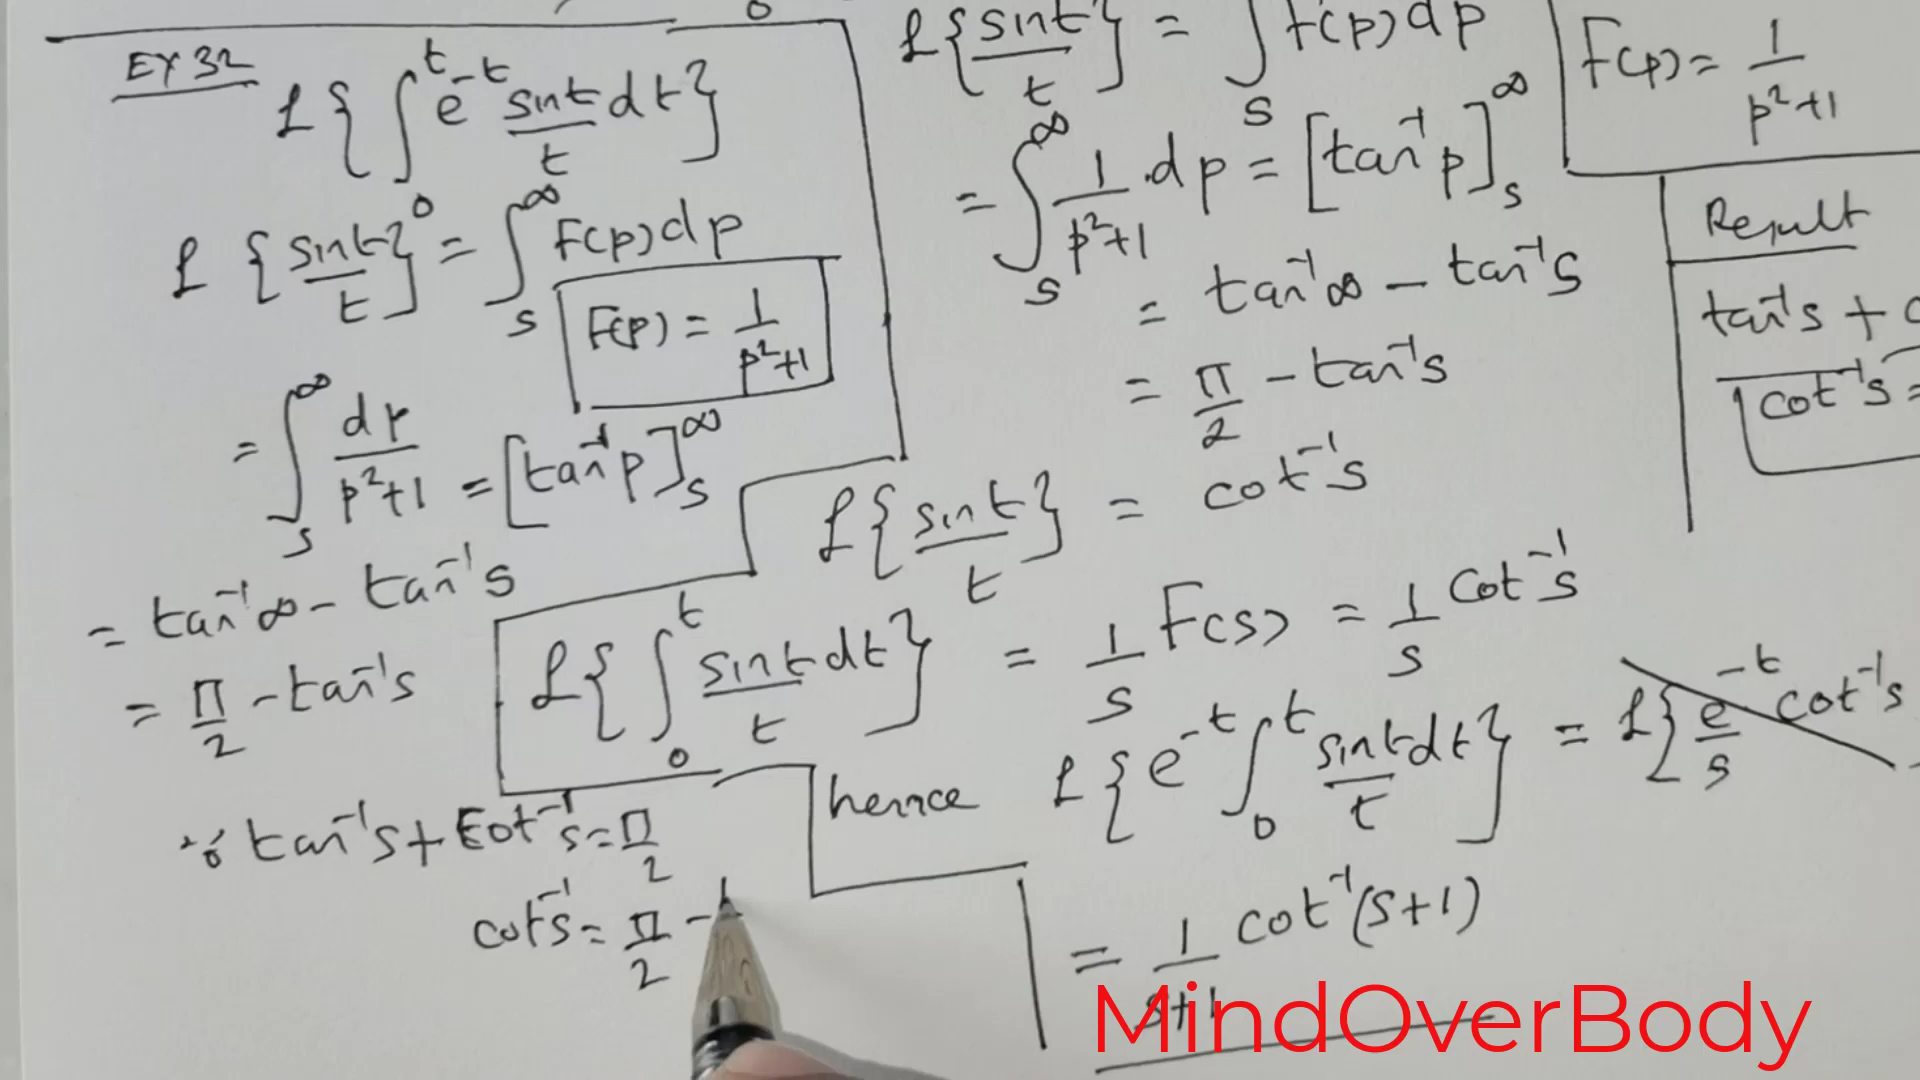 EX 32
ℒ{∫₀ᵗ e⁻ᵗ sint/t dt}
ℒ{sint/t} = ∫ₛ^∞ F(p)dp
F(p) = 1/(p²+1)
= ∫ₛ^∞ dp/(p²+1) = [tan⁻¹p]ₛ^∞
= tan⁻¹∞ - tan⁻¹s
= π/2 - tan⁻¹s
∵ tan⁻¹s + cot⁻¹s = π/2
cot⁻¹s = π/2 -
ℒ{sint/t} = ∫ₛ F(p)dp
F(p) = 1/(p²+1)
= ∫ₛ^∞ 1/(p²+1) .dp = [tan⁻¹p]ₛ^∞
= tan⁻¹∞ - tan⁻¹s
= π/2 - tan⁻¹s
Result
tan⁻¹s +
cot⁻¹s =
ℒ{sint/t} = cot⁻¹s
ℒ{∫₀ᵗ sint/t dt} = 1/s F(s) = 1/s cot⁻¹s
hence ℒ{e⁻ᵗ ∫₀ᵗ sint/t dt} = ℒ{e⁻ᵗ/s cot⁻¹s
= 1/(s+1) cot⁻¹(s+1)
MindOverBody